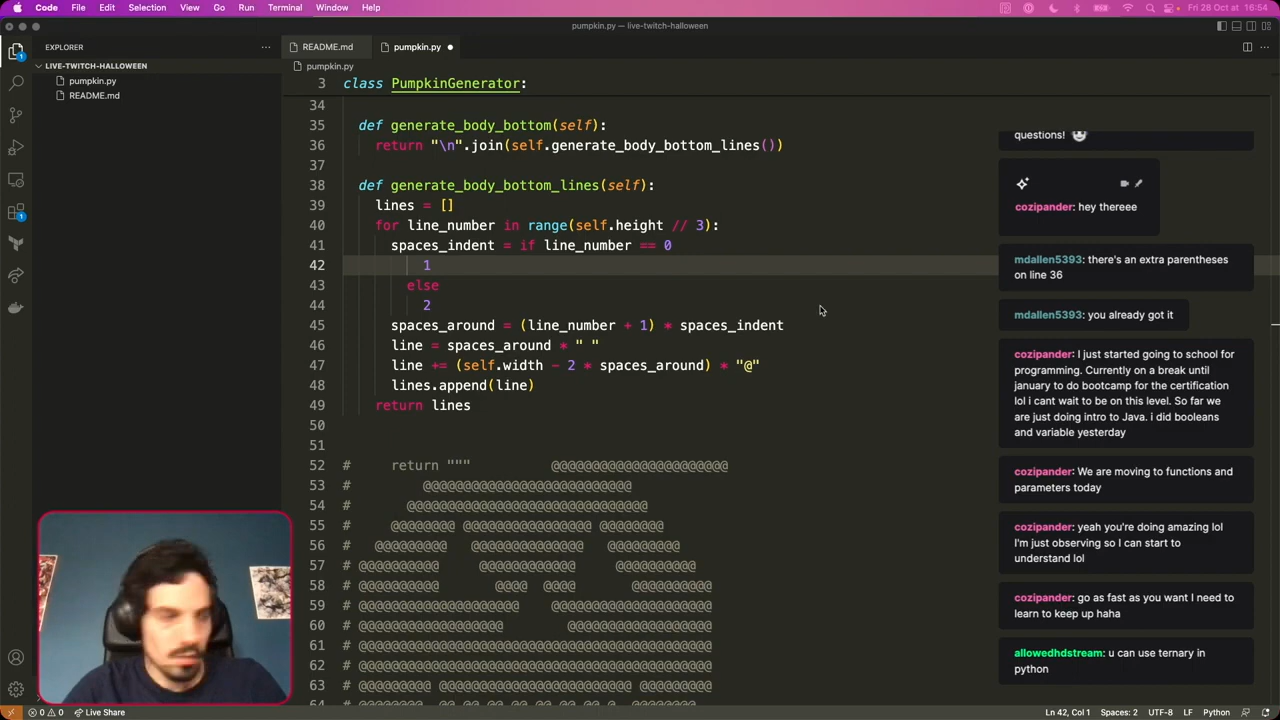 Code File Edit Selection View Go Run Terminal Window Help
Fri 28 Oct at 16:54
pumpkin.py — live-twitch-halloween
EXPLORER
LIVE-TWITCH-HALLOWEEN
pumpkin.py
README.md
README.md
pumpkin.py
pumpkin.py
3 class PumpkinGenerator:
34
35 def generate_body_bottom(self):
36 return "\n".join(self.generate_body_bottom_lines())
37
38 def generate_body_bottom_lines(self):
39 lines = []
40 for line_number in range(self.height // 3):
41 spaces_indent = if line_number == 0
42 1
43 else
44 2
45 spaces_around = (line_number + 1) * spaces_indent
46 line = spaces_around * " "
47 line += (self.width - 2 * spaces_around) * "@"
48 lines.append(line)
49 return lines
50
51
52 # return """ @@@@@@@@@@@@@@@@@@@@@@
53 # @@@@@@@@@@@@@@@@@@@@@@@@@@
54 # @@@@@@@@@@@@@@@@@@@@@@@@@@@@@@
55 # @@@@@@@@ @@@@@@@@@@@@@@@@ @@@@@@@@
56 # @@@@@@@@@ @@@@@@@@@@@@@@ @@@@@@@@@
57 # @@@@@@@@@@ @@@@@@@@@@@@ @@@@@@@@@@
58 # @@@@@@@@@@ @@@@ @@@@ @@@@@@@@@@
59 # @@@@@@@@@@@@@@@@@@@@ @@@@@@@@@@@@@@@@@@@@
60 # @@@@@@@@@@@@@@@@@@ @@@@@@@@@@@@@@@@@@
61 # @@@@@@@@@@@@@@@@@@@@@@@@@@@@@@@@@@@@@@@@@@@@
62 # @@@@@@@@@@@@@@@@@@@@@@@@@@@@@@@@@@@@@@@@@@@@
63 # @@@@@@@@@ @@@@@@@@@@@@@@@@@@@@@@@@ @@@@@@@@@
64
questions!
cozipander: hey thereee
mdallen5393: there's an extra parentheses
on line 36
mdallen5393: you already got it
cozipander: I just started going to school for
programming. Currently on a break until
january to do bootcamp for the certification
lol i cant wait to be on this level. So far we
are just doing intro to Java. i did booleans
and variable yesterday
cozipander: We are moving to functions and
parameters today
cozipander: yeah you're doing amazing lol
I'm just observing so I can start to
understand lol
cozipander: go as fast as you want I need to
learn to keep up haha
allowedhdstream: u can use ternary in
python
0 0 Live Share
Ln 42, Col 1 Spaces: 2 UTF-8 LF Python